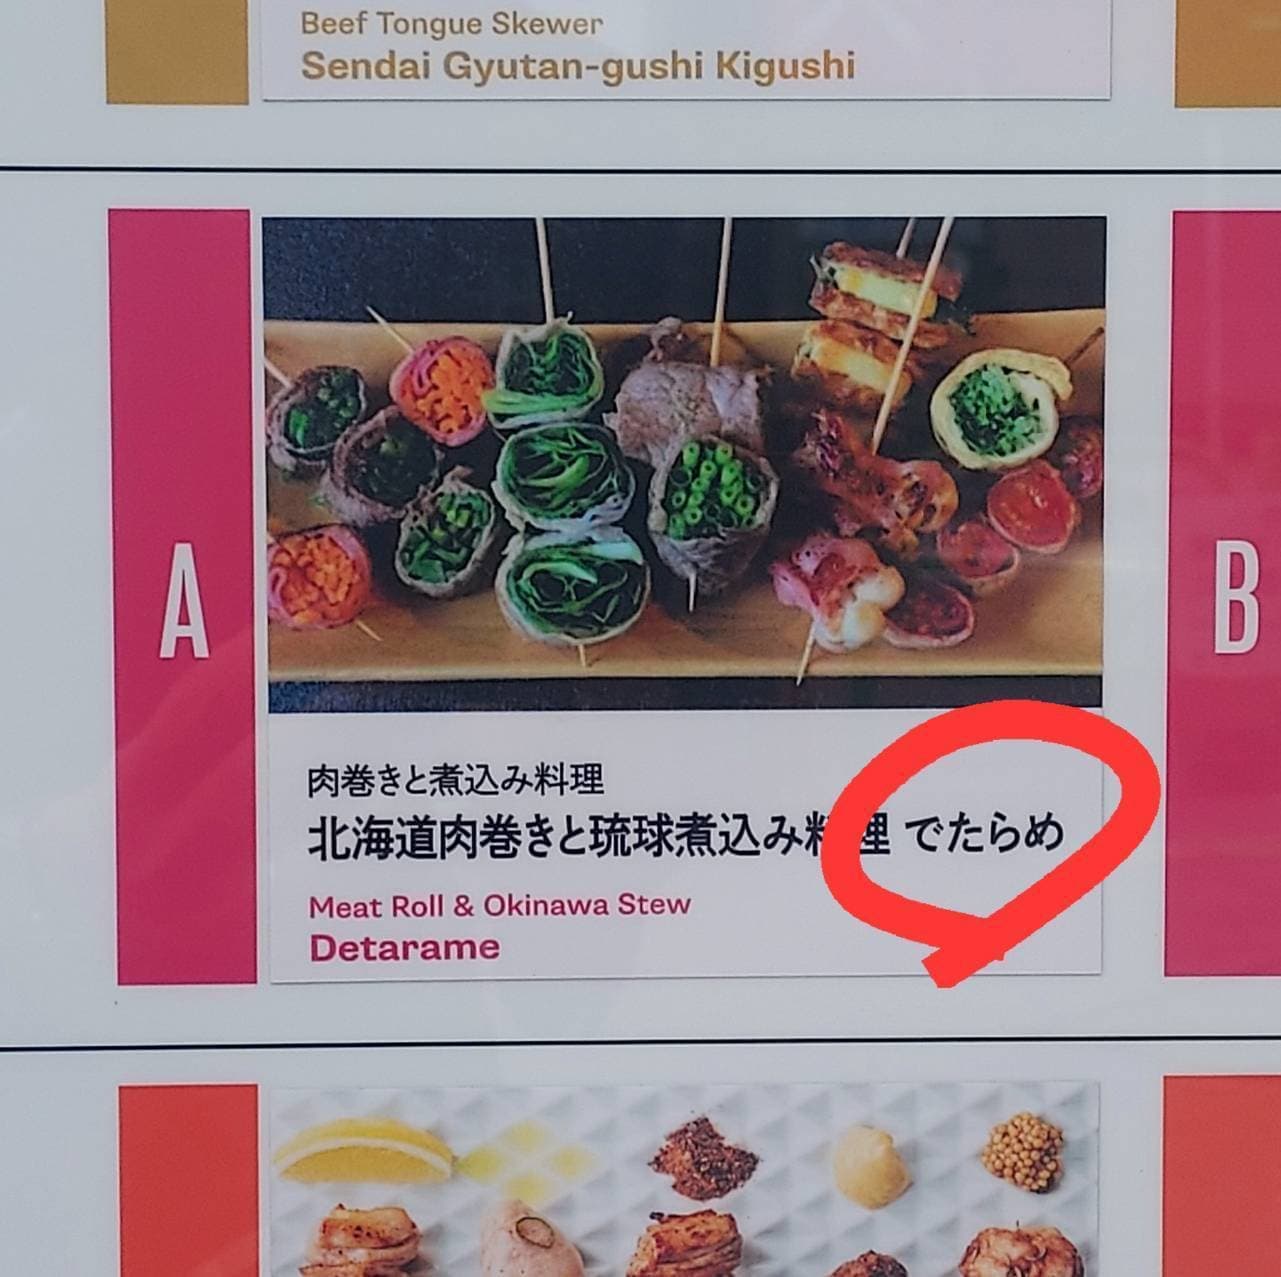 Beef Tongue Skewer
Sendai Gyutan-gushi Kigushi
A
肉巻きと煮込み料理
北海道肉巻きと琉球煮込み料理 でたらめ
Meat Roll & Okinawa Stew
Detarame
B